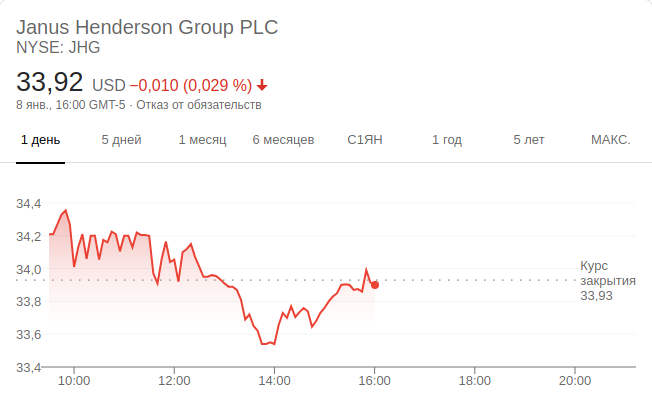 Janus Henderson Group PLC
NYSE: JHG
33,92 USD −0,010 (0,029 %)
8 янв., 16:00 GMT-5 · Отказ от обязательств
1 день 5 дней 1 месяц 6 месяцев С1ЯН 1 год 5 лет МАКС.
34,4
34,2
34,0
33,8
33,6
33,4
Курс
закрытия
33,93
10:00 12:00 14:00 16:00 18:00 20:00